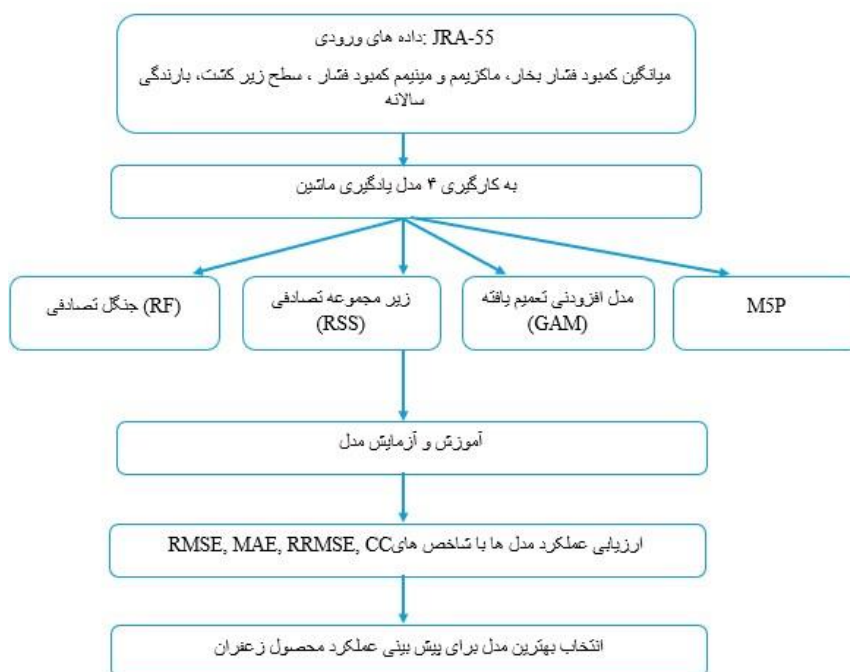 داده های ورودی: JRA-55
میانگین کمبود فشار بخار، ماکزیمم و مینیمم کمبود فشار ، سطح زیر کشت، بارندگی
سالانه
به کارگیری ۴ مدل یادگیری ماشین
جنگل تصادفی (RF)
زیر مجموعه تصادفی
(RSS)
مدل افزودنی تعمیم یافته
(GAM)
M5P
آموزش و آزمایش مدل
ارزیابی عملکرد مدل ها با شاخص های RMSE, MAE, RRMSE, CC
انتخاب بهترین مدل برای پیش بینی عملکرد محصول زعفران